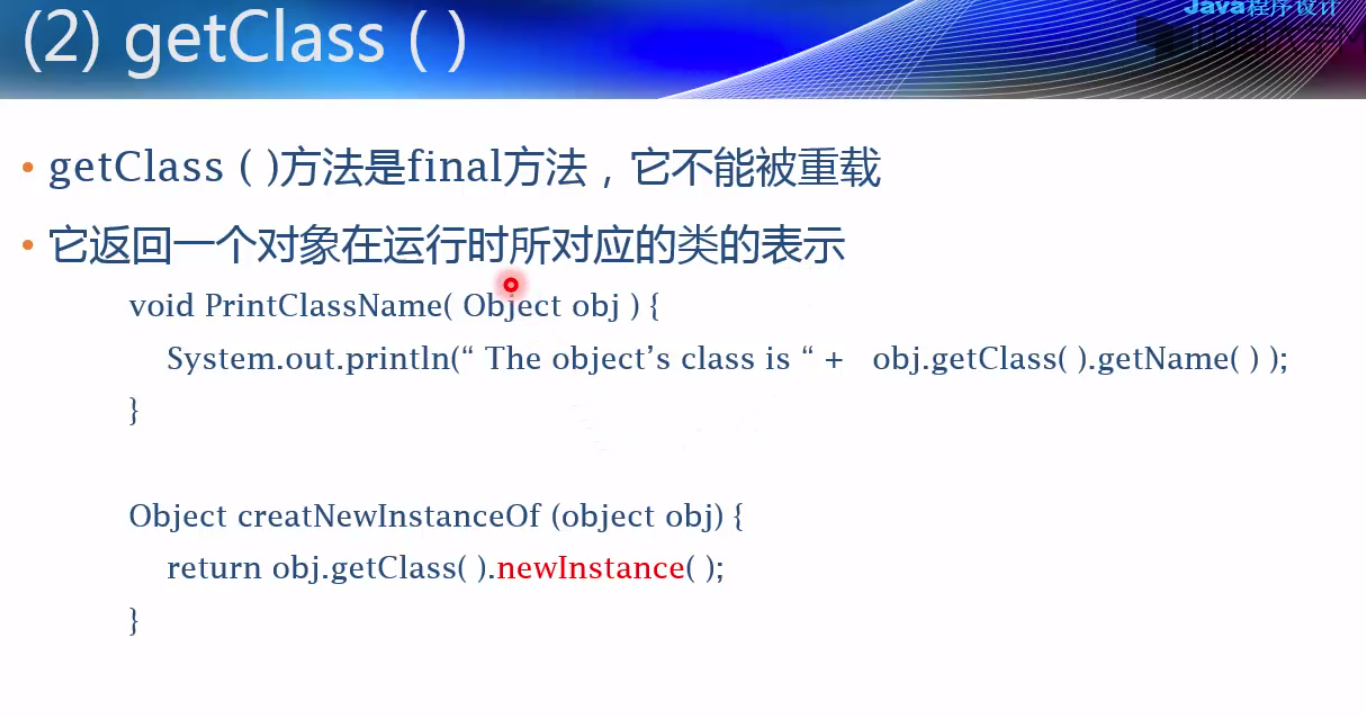 Java程序设计
(2) getClass ( )
• getClass ( )方法是final方法，它不能被重载
• 它返回一个对象在运行时所对应的类的表示
void PrintClassName( Object obj ) {
System.out.println(“ The object’s class is “ + obj.getClass( ).getName( ) );
}
Object creatNewInstanceOf (object obj) {
return obj.getClass( ).newInstance( );
}